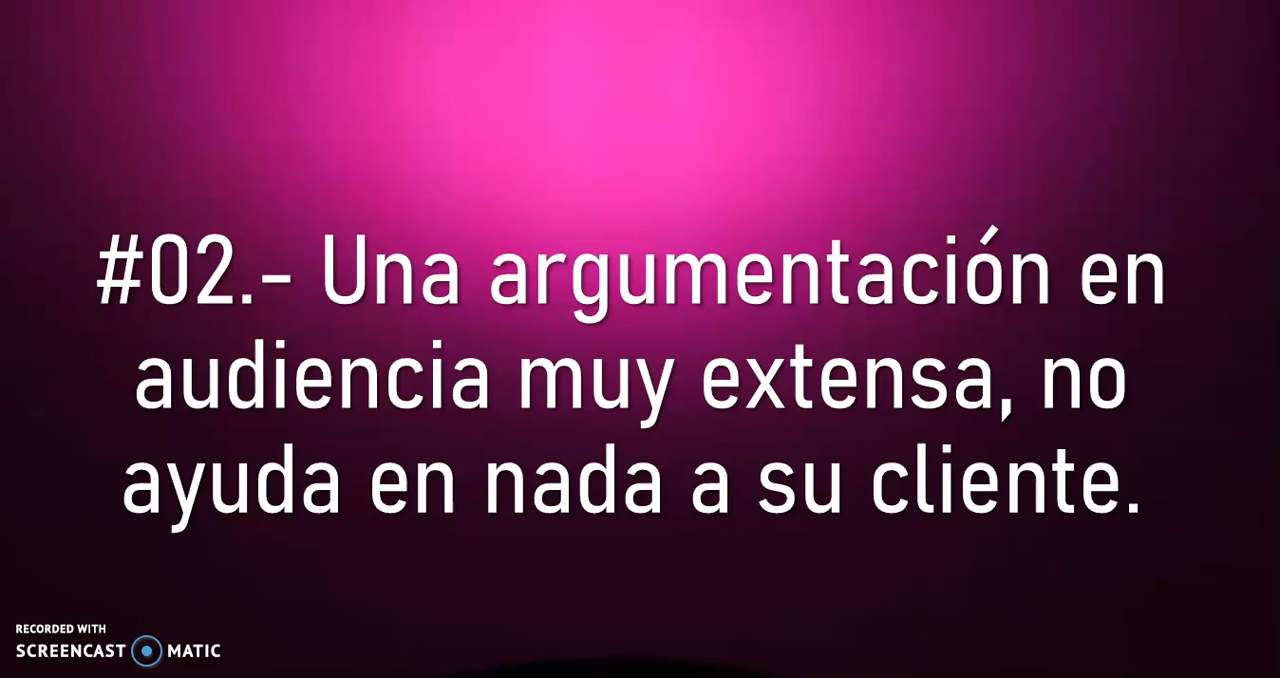 #02.- Una argumentación en
audiencia muy extensa, no
ayuda en nada a su cliente.
RECORDED WITH
SCREENCAST MATIC